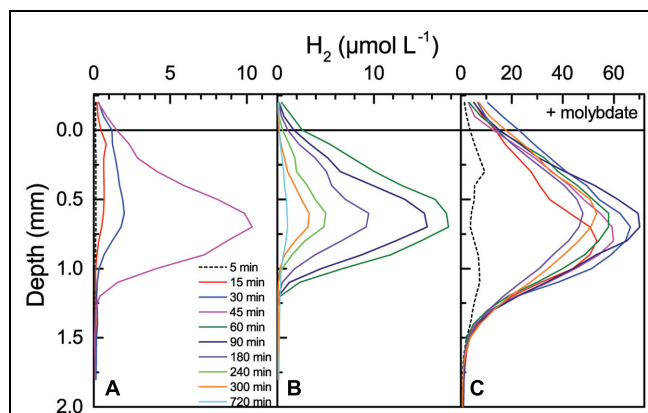 H₂ (µmol L⁻¹)
0 5 10 0 10 0 20 40 60
+ molybdate
0.0
0.5
1.0
1.5
2.0
Depth (mm)
5 min
15 min
30 min
45 min
60 min
90 min
180 min
240 min
300 min
720 min
A B C